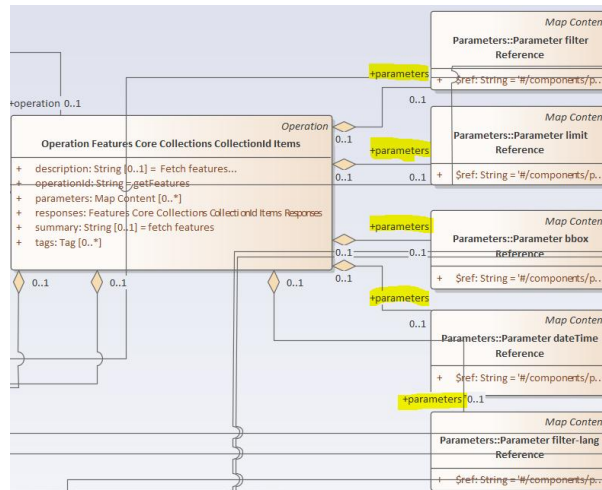 Map Conten
Parameters::Parameter filter
Reference
+ $ref: String = '#/components/p...
+parameters
0..1
+operation 0..1
Operation
Operation Features Core Collections CollectionId Items
+ description: String [0..1] = Fetch features...
+ operationId: String = getFeatures
+ parameters: Map Content [0..*]
+ responses: Features Core Collections CollectionId Items Responses
+ summary: String [0..1] = fetch features
+ tags: Tag [0..*]
0..1
+parameters
0..1
0..1
Map Conten
Parameters::Parameter limit
Reference
+ $ref: String = '#/components/p...
+parameters
0..1
0..1
Map Conten
Parameters::Parameter bbox
Reference
+ $ref: String = '#/components/p...
0..1
+parameters
0..1
0..1
0..1
0..1
Map Conten
Parameters::Parameter dateTime
Reference
+ $ref: String = '#/components/p...
+parameters 0..1
Map Conten
Parameters::Parameter filter-lang
Reference
+ $ref: String = '#/components/p...